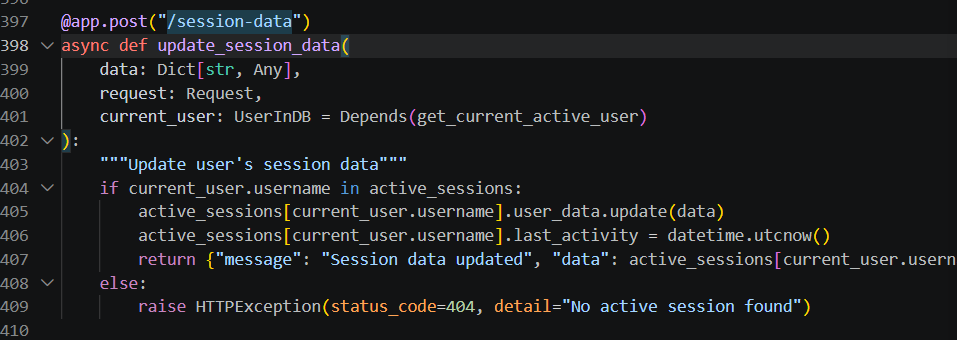 397 @app.post("/session-data")
398 async def update_session_data(
399     data: Dict[str, Any],
400     request: Request,
401     current_user: UserInDB = Depends(get_current_active_user)
402 ):
403     """Update user's session data"""
404     if current_user.username in active_sessions:
405         active_sessions[current_user.username].user_data.update(data)
406         active_sessions[current_user.username].last_activity = datetime.utcnow()
407         return {"message": "Session data updated", "data": active_sessions[current_user.usern
408     else:
409         raise HTTPException(status_code=404, detail="No active session found")
410